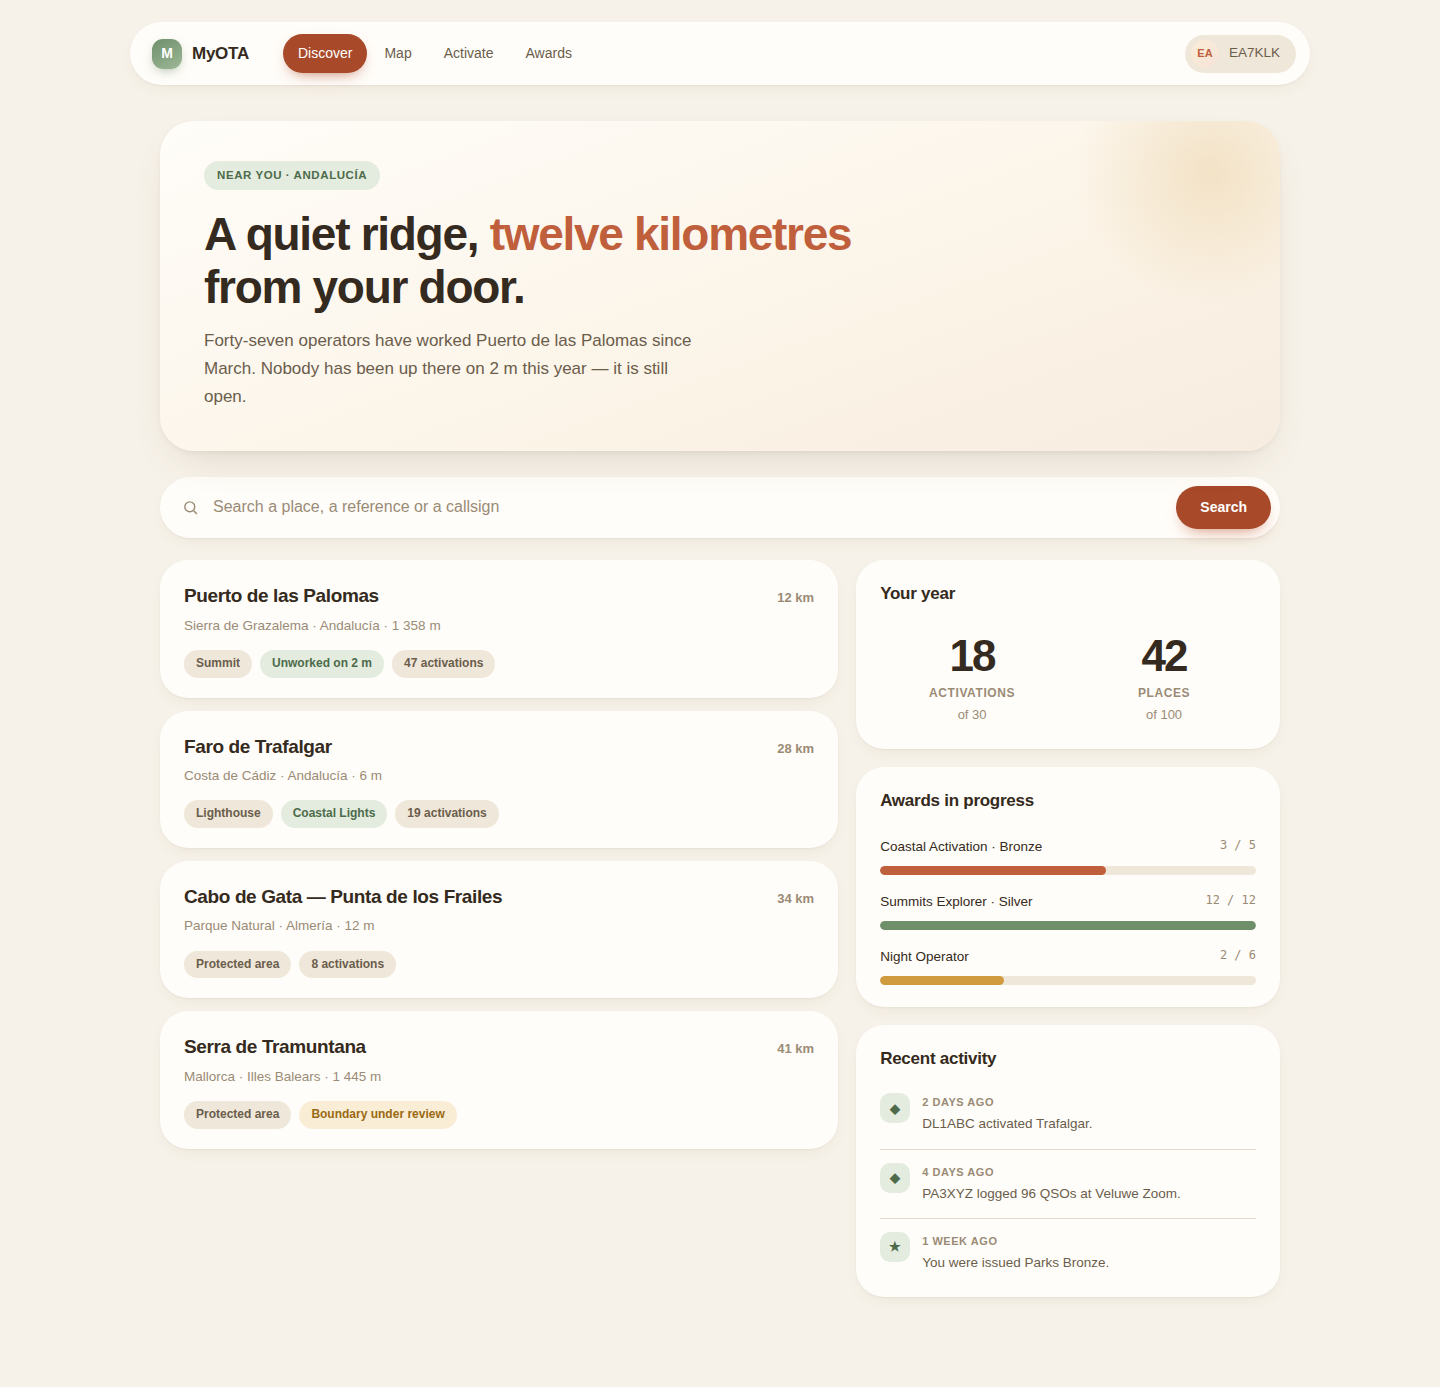 M MyOTA Discover Map Activate Awards EA EA7KLK
NEAR YOU · ANDALUCÍA
A quiet ridge, twelve kilometres
from your door.
Forty-seven operators have worked Puerto de las Palomas since
March. Nobody has been up there on 2 m this year — it is still
open.
Search a place, a reference or a callsign Search
Puerto de las Palomas 12 km
Sierra de Grazalema · Andalucía · 1 358 m
Summit Unworked on 2 m 47 activations
Faro de Trafalgar 28 km
Costa de Cádiz · Andalucía · 6 m
Lighthouse Coastal Lights 19 activations
Cabo de Gata — Punta de los Frailes 34 km
Parque Natural · Almería · 12 m
Protected area 8 activations
Serra de Tramuntana 41 km
Mallorca · Illes Balears · 1 445 m
Protected area Boundary under review
Your year
18 42
ACTIVATIONS PLACES
of 30 of 100
Awards in progress
Coastal Activation · Bronze 3 / 5
Summits Explorer · Silver 12 / 12
Night Operator 2 / 6
Recent activity
2 DAYS AGO
DL1ABC activated Trafalgar.
4 DAYS AGO
PA3XYZ logged 96 QSOs at Veluwe Zoom.
1 WEEK AGO
You were issued Parks Bronze.